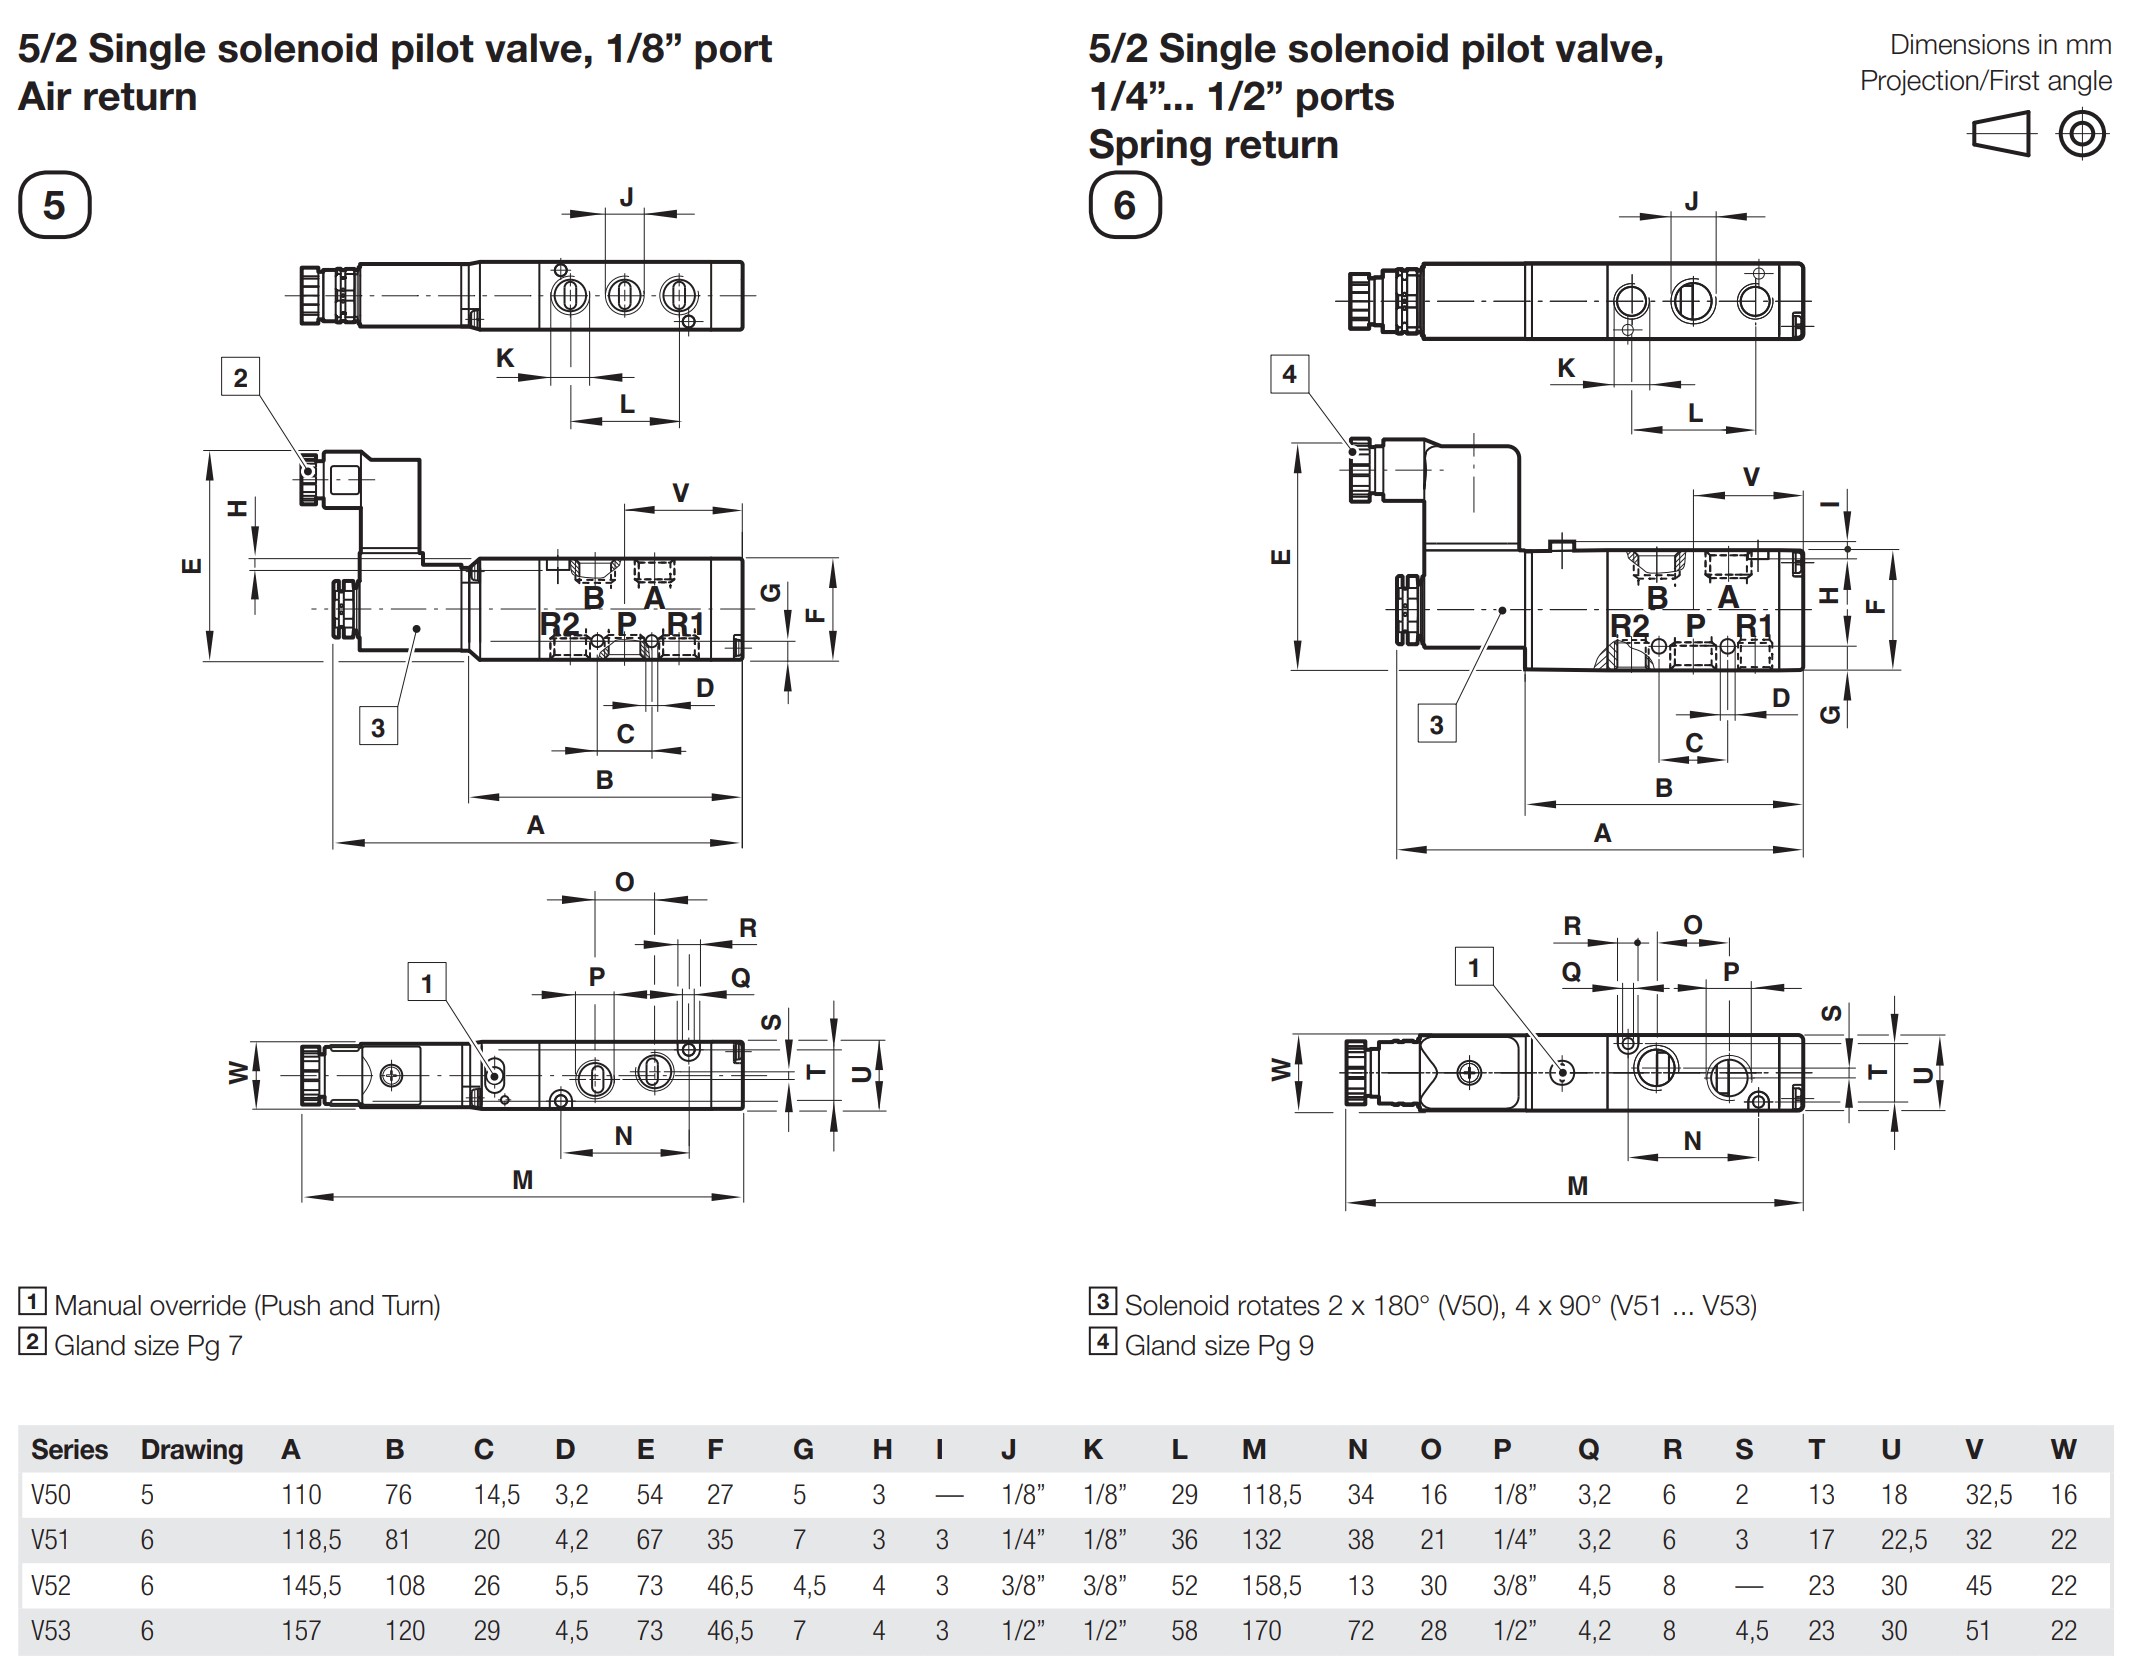 5/2 Single solenoid pilot valve, 1/8” port
Air return
5/2 Single solenoid pilot valve,
1/4”... 1/2” ports
Spring return
Dimensions in mm
Projection/First angle
5
J
K
L
2
E
H
V
B A
R2 P R1
G
F
3
D
C
B
A
O
R
P
Q
1
S
W
T
U
N
M
6
J
K
L
4
E
V
I
B A
R2 P R1
H
F
3
D
G
C
B
A
R O
Q P
1
S
W
T
U
N
M
1 Manual override (Push and Turn)
2 Gland size Pg 7
3 Solenoid rotates 2 x 180° (V50), 4 x 90° (V51 ... V53)
4 Gland size Pg 9
Series Drawing A B C D E F G H I J K L M N O P Q R S T U V W
V50 5 110 76 14,5 3,2 54 27 5 3 — 1/8” 1/8” 29 118,5 34 16 1/8” 3,2 6 2 13 18 32,5 16
V51 6 118,5 81 20 4,2 67 35 7 3 3 1/4” 1/8” 36 132 38 21 1/4” 3,2 6 3 17 22,5 32 22
V52 6 145,5 108 26 5,5 73 46,5 4,5 4 3 3/8” 3/8” 52 158,5 13 30 3/8” 4,5 8 — 23 30 45 22
V53 6 157 120 29 4,5 73 46,5 7 4 3 1/2” 1/2” 58 170 72 28 1/2” 4,2 8 4,5 23 30 51 22